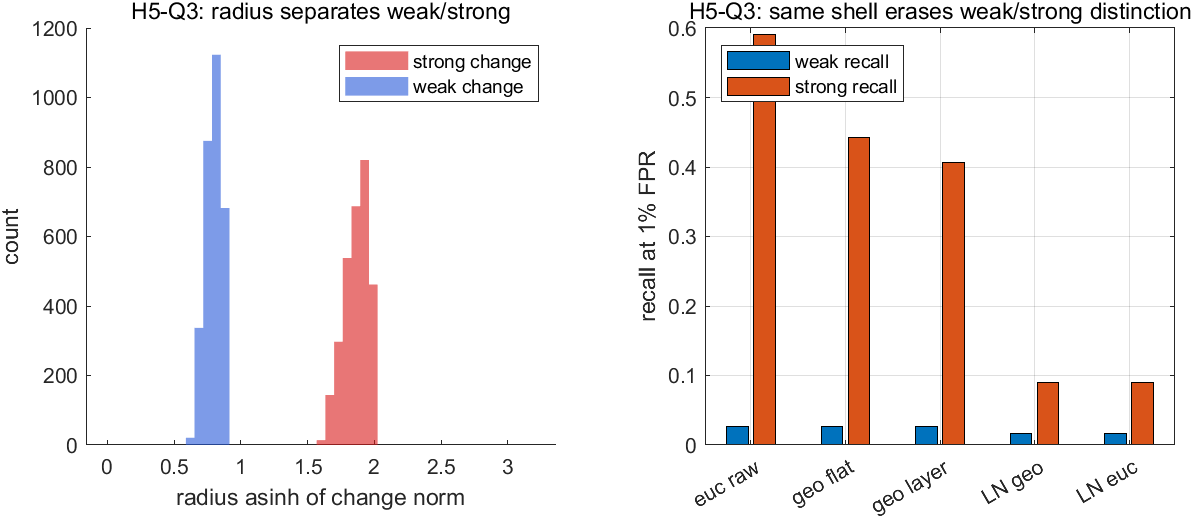 H5-Q3: radius separates weak/strong
1200
1000
800
600
400
200
0
count
strong change
weak change
0 0.5 1 1.5 2 2.5 3
radius asinh of change norm
H5-Q3: same shell erases weak/strong distinction
0.6
0.5
0.4
0.3
0.2
0.1
0
recall at 1% FPR
weak recall
strong recall
euc raw
geo flat
geo layer
LN geo
LN euc